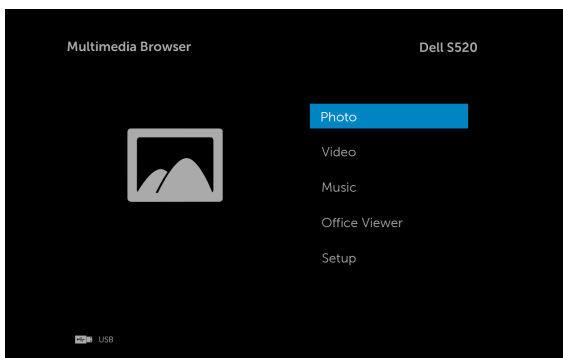 Multimedia Browser
Dell S520
Photo
Video
Music
Office Viewer
Setup
USB